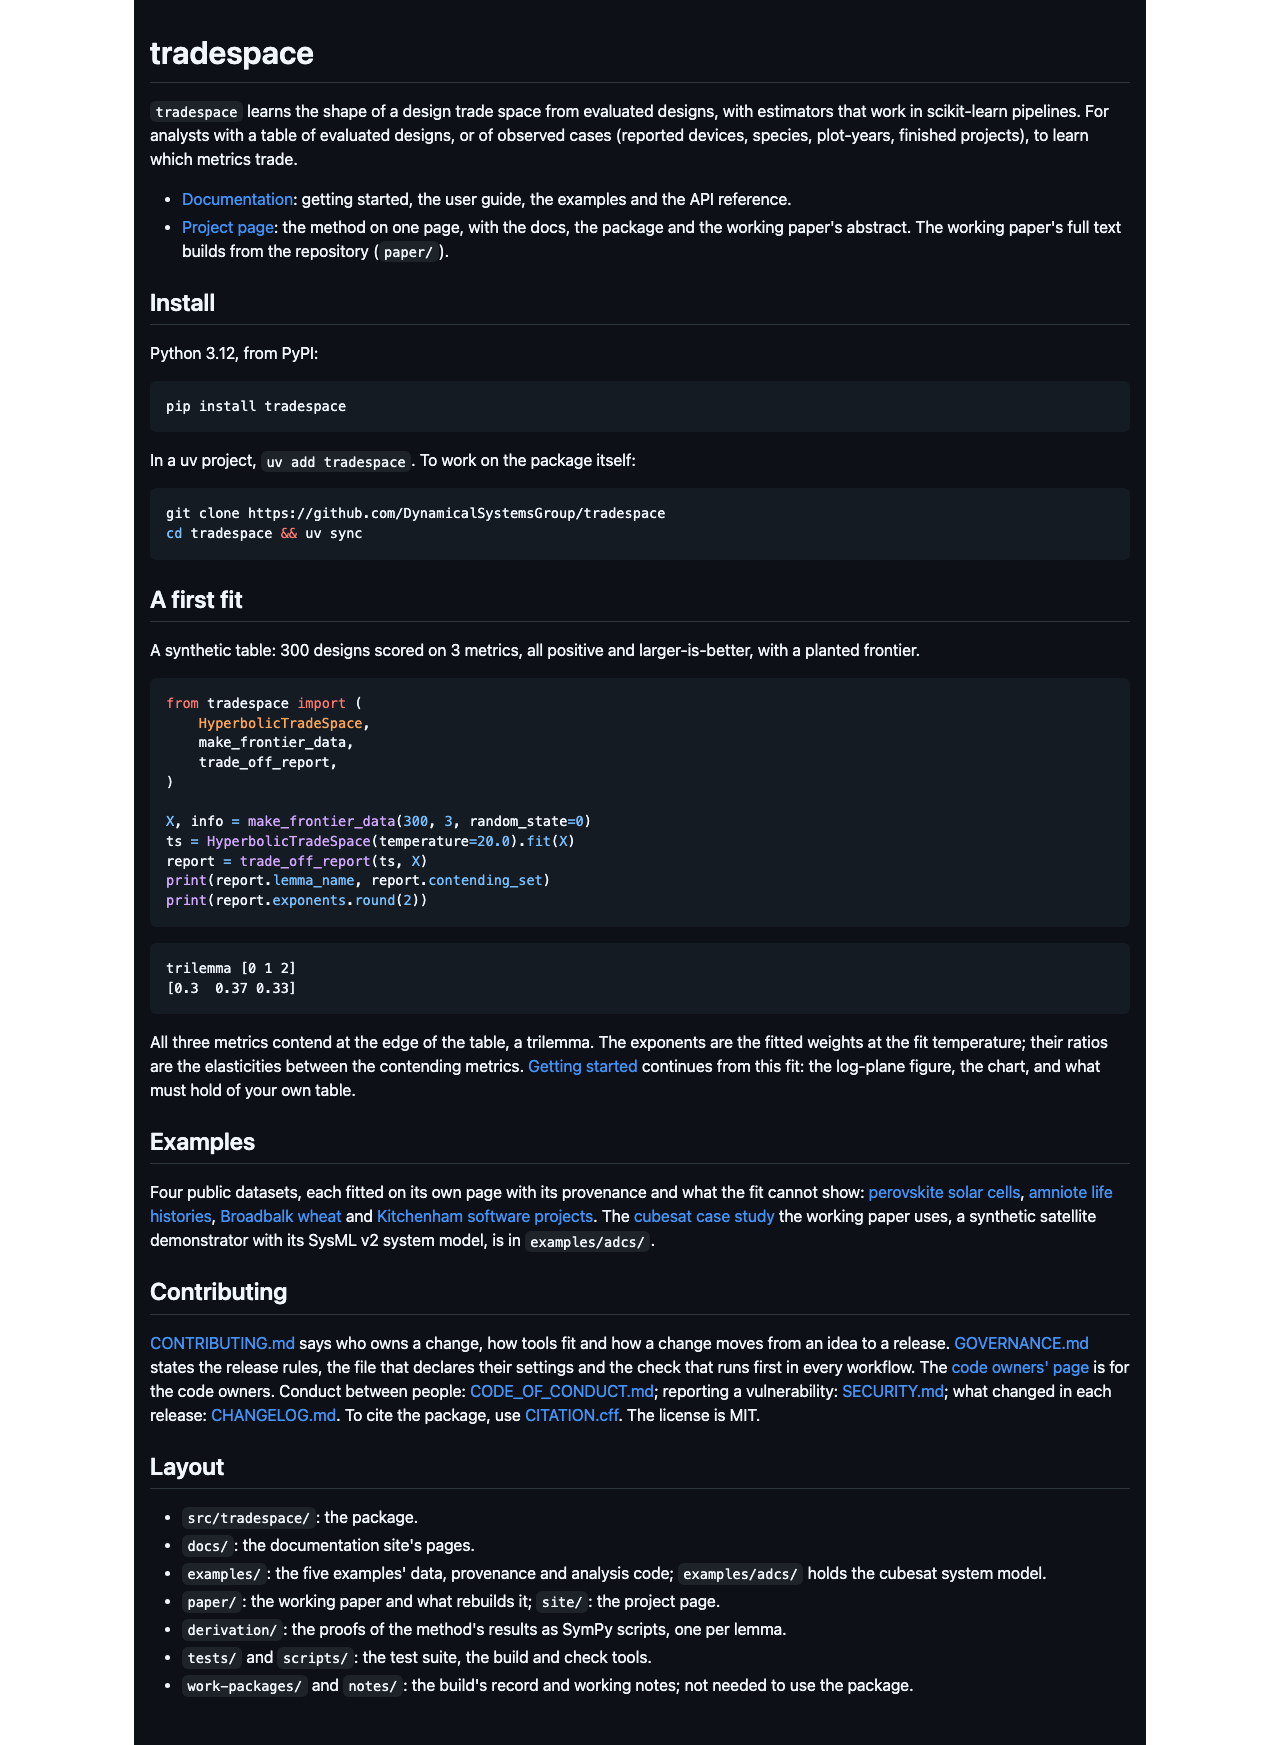 tradespace
tradespace learns the shape of a design trade space from evaluated designs, with estimators that work in scikit-learn pipelines. For
analysts with a table of evaluated designs, or of observed cases (reported devices, species, plot-years, finished projects), to learn
which metrics trade.
• Documentation: getting started, the user guide, the examples and the API reference.
• Project page: the method on one page, with the docs, the package and the working paper's abstract. The working paper's full text
builds from the repository ( paper/ ).
Install
Python 3.12, from PyPI:
pip install tradespace
In a uv project, uv add tradespace . To work on the package itself:
git clone https://github.com/DynamicalSystemsGroup/tradespace
cd tradespace && uv sync
A first fit
A synthetic table: 300 designs scored on 3 metrics, all positive and larger-is-better, with a planted frontier.
from tradespace import (
    HyperbolicTradeSpace,
    make_frontier_data,
    trade_off_report,
)
X, info = make_frontier_data(300, 3, random_state=0)
ts = HyperbolicTradeSpace(temperature=20.0).fit(X)
report = trade_off_report(ts, X)
print(report.lemma_name, report.contending_set)
print(report.exponents.round(2))
trilemma [0 1 2]
[0.3  0.37 0.33]
All three metrics contend at the edge of the table, a trilemma. The exponents are the fitted weights at the fit temperature; their ratios
are the elasticities between the contending metrics. Getting started continues from this fit: the log-plane figure, the chart, and what
must hold of your own table.
Examples
Four public datasets, each fitted on its own page with its provenance and what the fit cannot show: perovskite solar cells, amniote life
histories, Broadbalk wheat and Kitchenham software projects. The cubesat case study the working paper uses, a synthetic satellite
demonstrator with its SysML v2 system model, is in examples/adcs/ .
Contributing
CONTRIBUTING.md says who owns a change, how tools fit and how a change moves from an idea to a release. GOVERNANCE.md
states the release rules, the file that declares their settings and the check that runs first in every workflow. The code owners' page is for
the code owners. Conduct between people: CODE_OF_CONDUCT.md; reporting a vulnerability: SECURITY.md; what changed in each
release: CHANGELOG.md. To cite the package, use CITATION.cff. The license is MIT.
Layout
• src/tradespace/ : the package.
• docs/ : the documentation site's pages.
• examples/ : the five examples' data, provenance and analysis code; examples/adcs/ holds the cubesat system model.
• paper/ : the working paper and what rebuilds it; site/ : the project page.
• derivation/ : the proofs of the method's results as SymPy scripts, one per lemma.
• tests/ and scripts/ : the test suite, the build and check tools.
• work-packages/ and notes/ : the build's record and working notes; not needed to use the package.